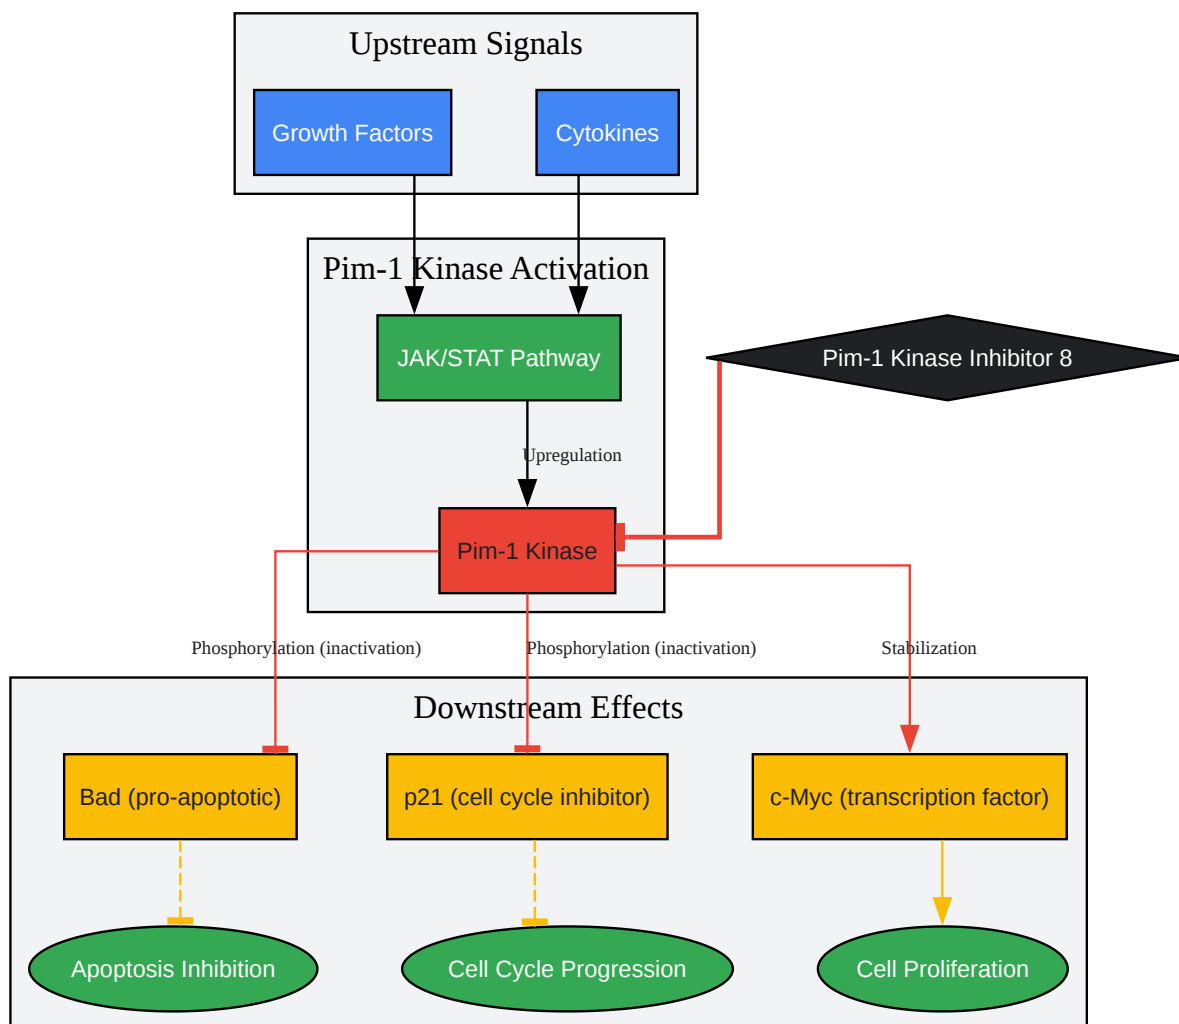 Upstream Signals
Growth Factors
Cytokines
Pim-1 Kinase Activation
JAK/STAT Pathway
Pim-1 Kinase Inhibitor 8
Upregulation
Pim-1 Kinase
Phosphorylation (inactivation)
Phosphorylation (inactivation)
Stabilization
Downstream Effects
Bad (pro-apoptotic)
p21 (cell cycle inhibitor)
c-Myc (transcription factor)
Apoptosis Inhibition
Cell Cycle Progression
Cell Proliferation